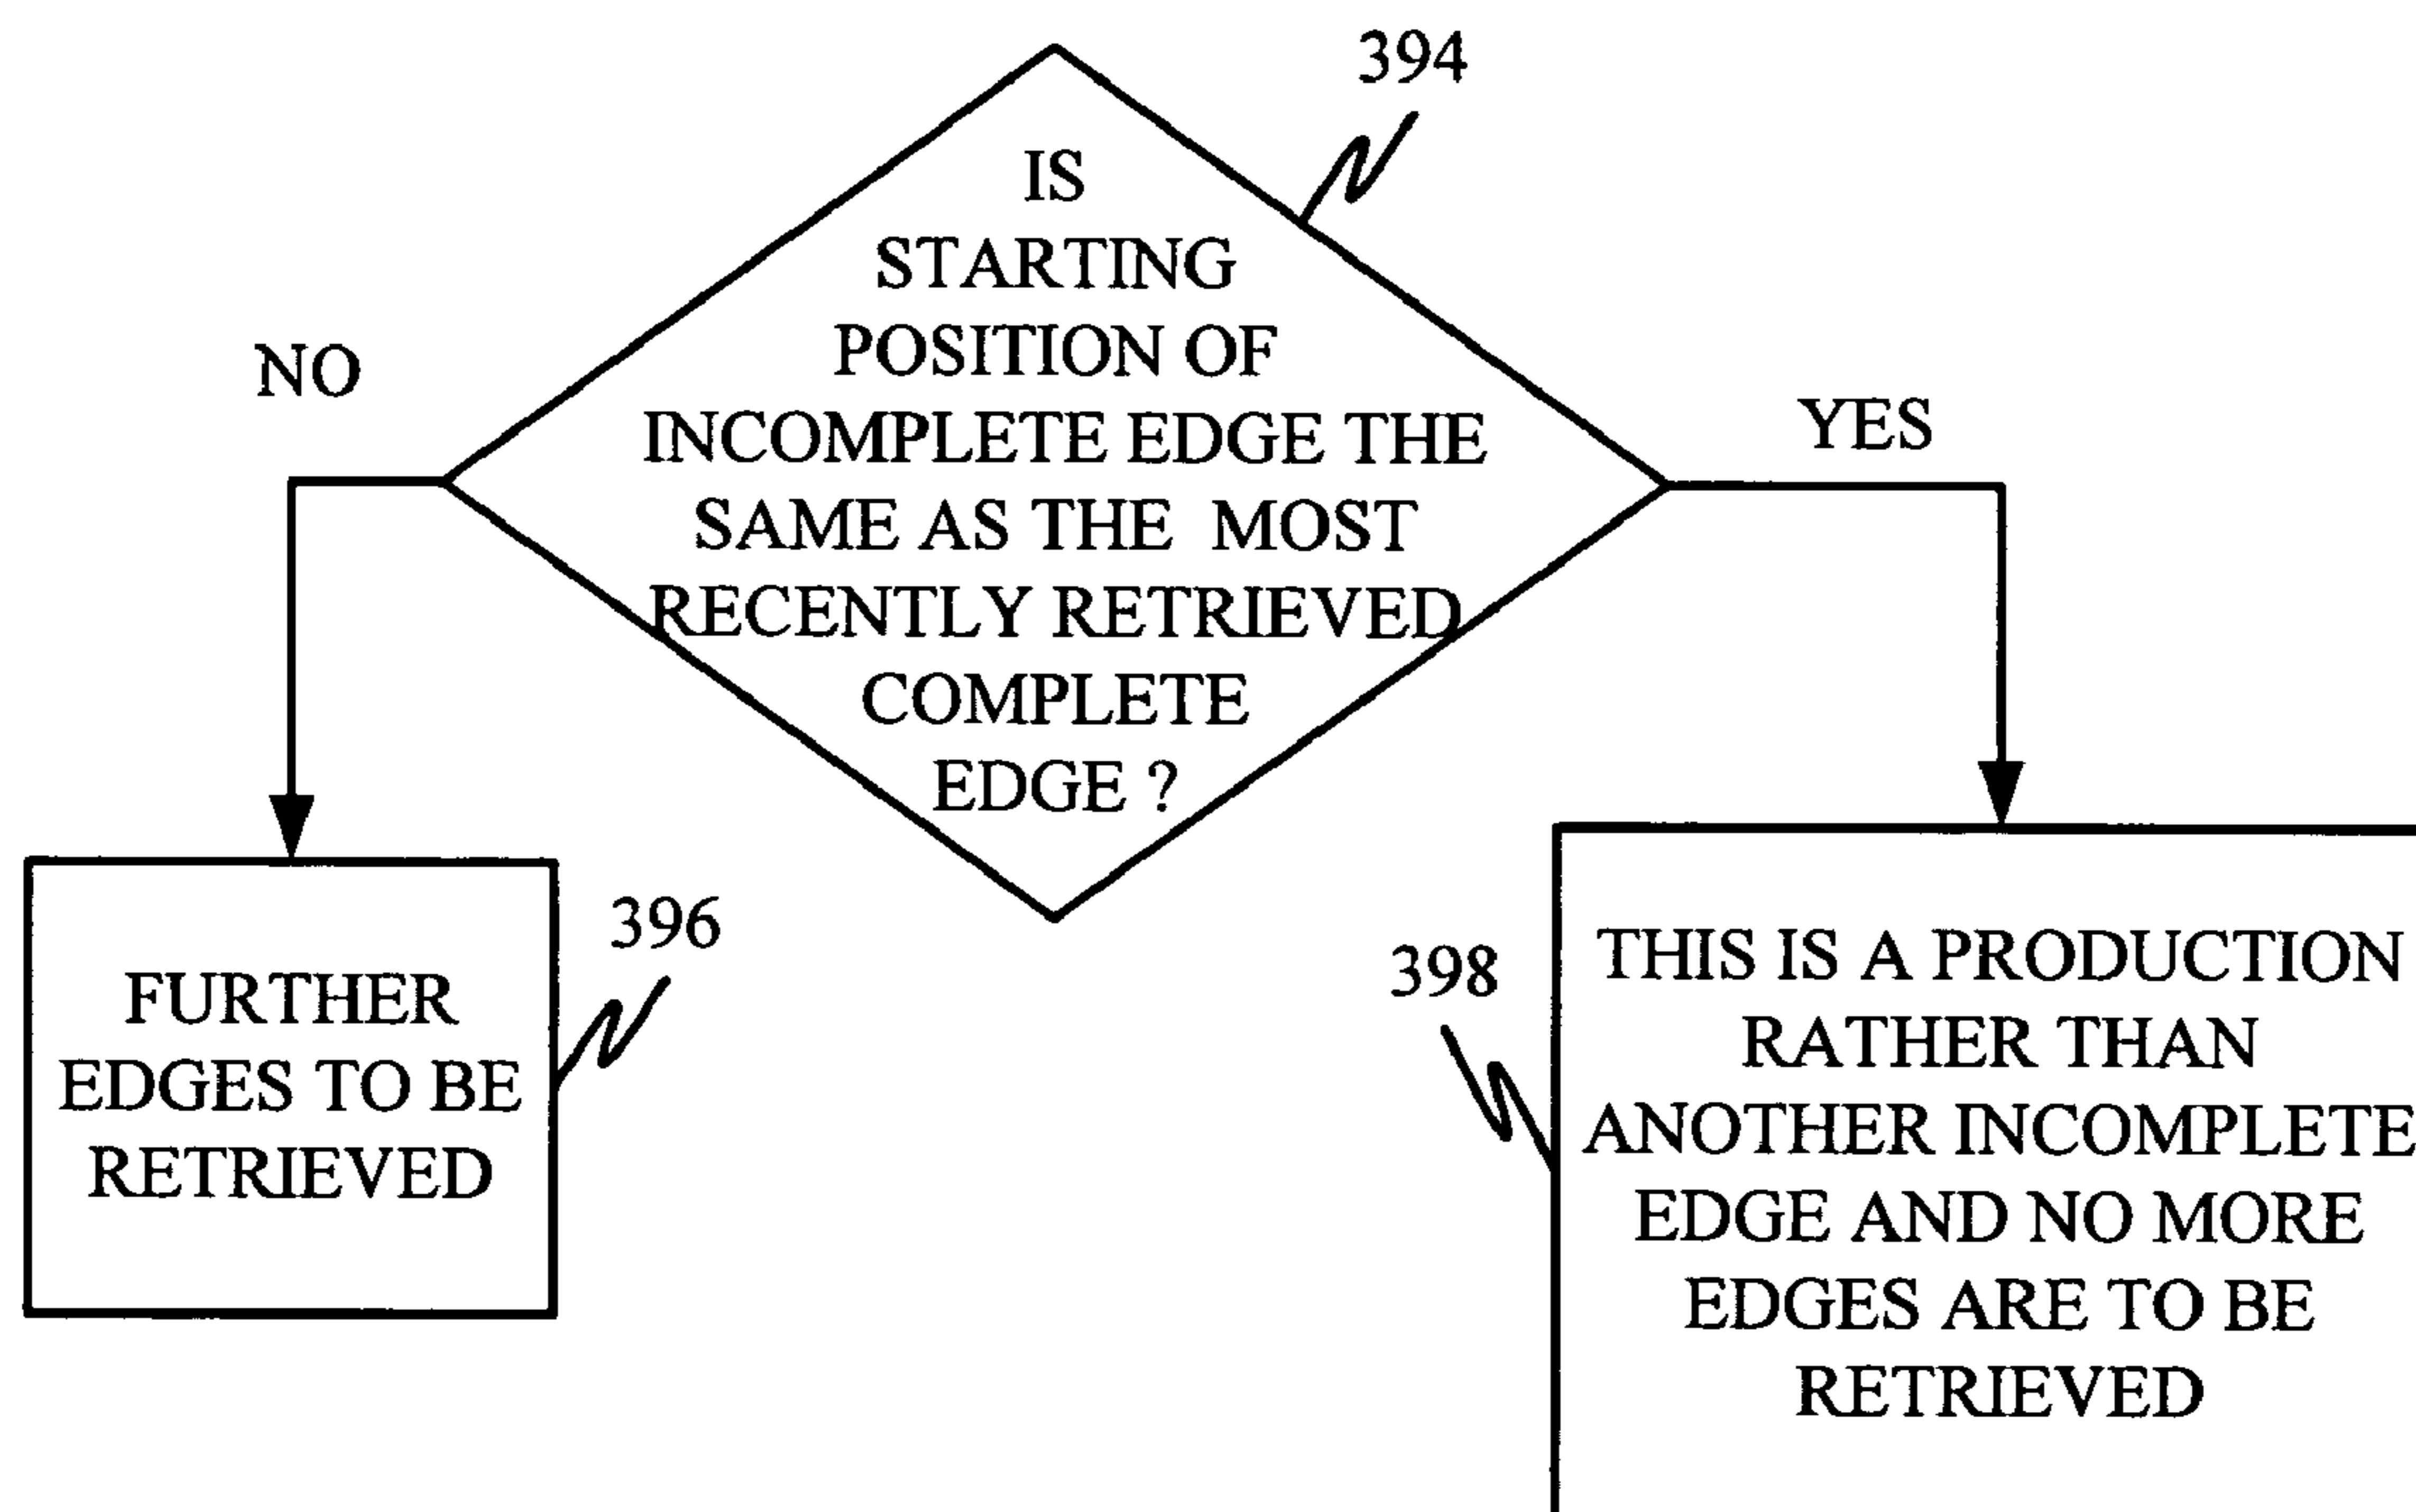 394
IS
STARTING
POSITION OF
INCOMPLETE EDGE THE
SAME AS THE MOST
RECENTLY RETRIEVED
COMPLETE
EDGE ?
NO
YES
396
FURTHER
EDGES TO BE
RETRIEVED
398
THIS IS A PRODUCTION
RATHER THAN
ANOTHER INCOMPLETE
EDGE AND NO MORE
EDGES ARE TO BE
RETRIEVED